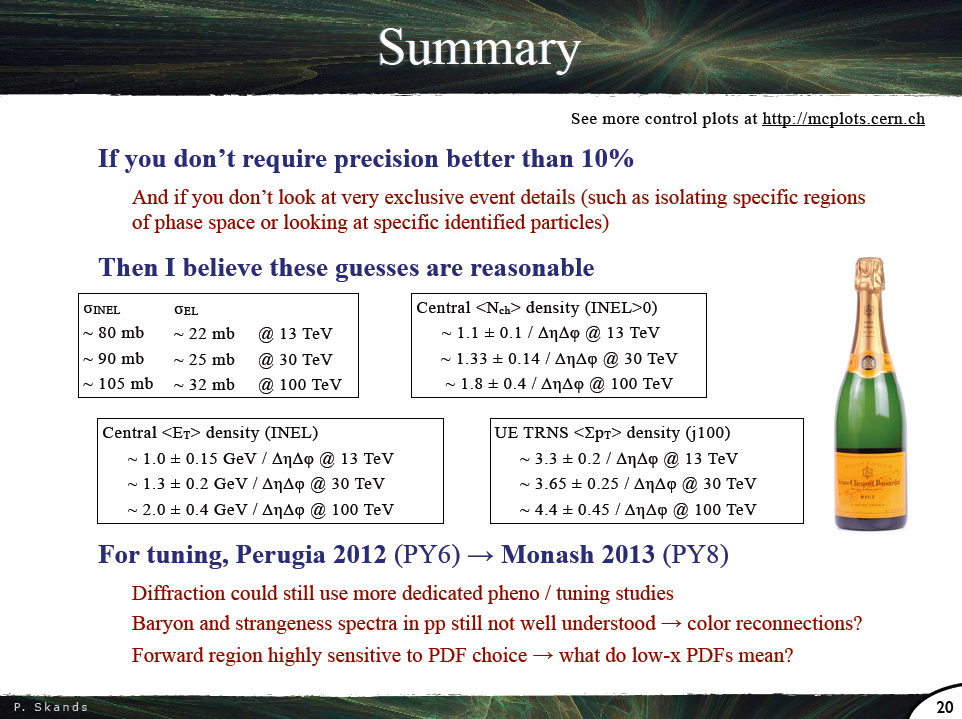 Summary
See more control plots at http://mcplots.cern.ch
If you don’t require precision better than 10%
And if you don’t look at very exclusive event details (such as isolating specific regions
of phase space or looking at specific identified particles)
Then I believe these guesses are reasonable
σINEL σEL
~ 80 mb ~ 22 mb @ 13 TeV
~ 90 mb ~ 25 mb @ 30 TeV
~ 105 mb ~ 32 mb @ 100 TeV
Central <Nch> density (INEL>0)
~ 1.1 ± 0.1 / ΔηΔφ @ 13 TeV
~ 1.33 ± 0.14 / ΔηΔφ @ 30 TeV
~ 1.8 ± 0.4 / ΔηΔφ @ 100 TeV
Central <ET> density (INEL)
~ 1.0 ± 0.15 GeV / ΔηΔφ @ 13 TeV
~ 1.3 ± 0.2 GeV / ΔηΔφ @ 30 TeV
~ 2.0 ± 0.4 GeV / ΔηΔφ @ 100 TeV
UE TRNS <ΣpT> density (j100)
~ 3.3 ± 0.2 / ΔηΔφ @ 13 TeV
~ 3.65 ± 0.25 / ΔηΔφ @ 30 TeV
~ 4.4 ± 0.45 / ΔηΔφ @ 100 TeV
Veuve Clicquot Ponsardin
BRUT
For tuning, Perugia 2012 (PY6) → Monash 2013 (PY8)
Diffraction could still use more dedicated pheno / tuning studies
Baryon and strangeness spectra in pp still not well understood → color reconnections?
Forward region highly sensitive to PDF choice → what do low-x PDFs mean?
P. Skands
20